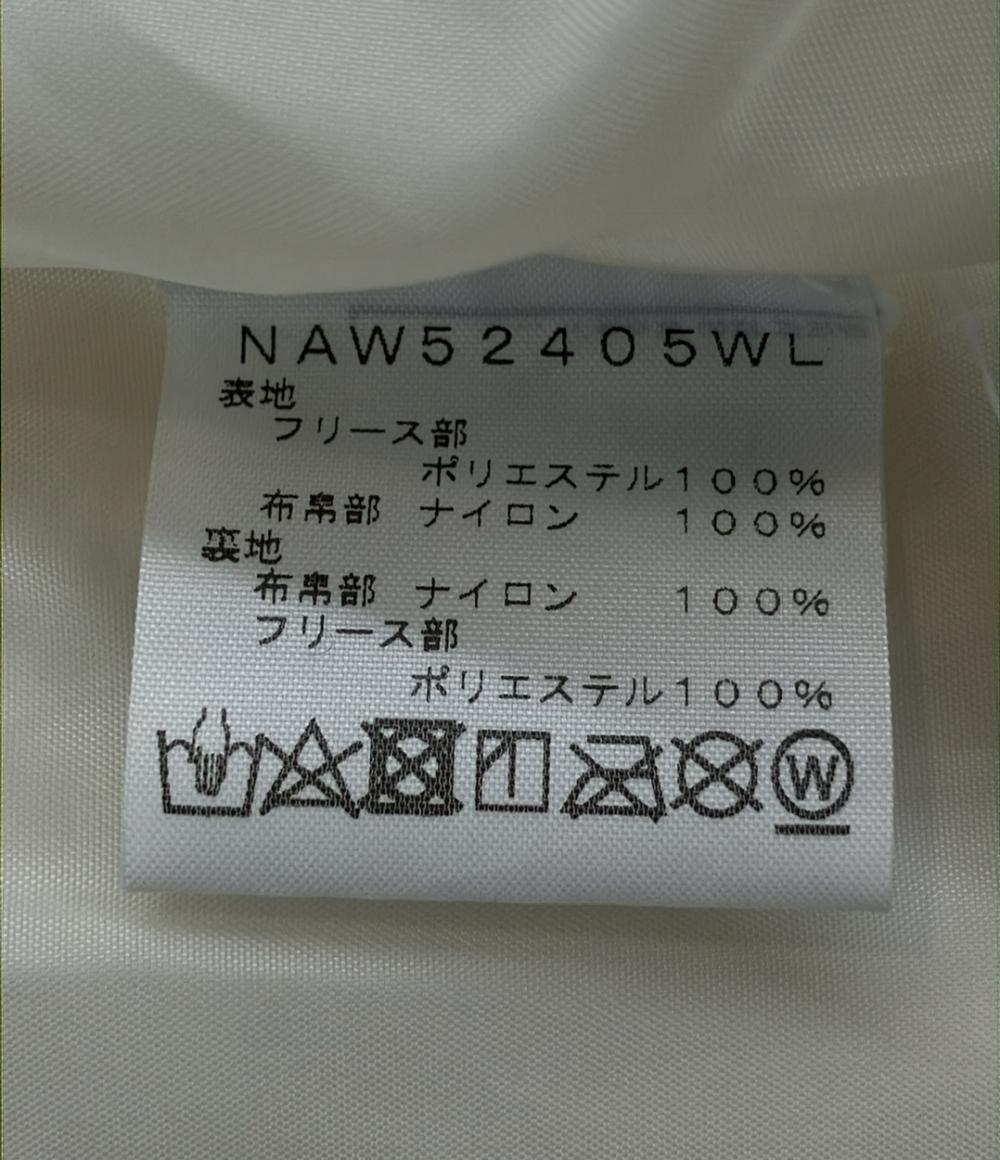 NAW52405WL
表地
フリース部
ポリエステル100%
布帛部 ナイロン 100%
裏地
布帛部 ナイロン 100%
フリース部
ポリエステル100%
W